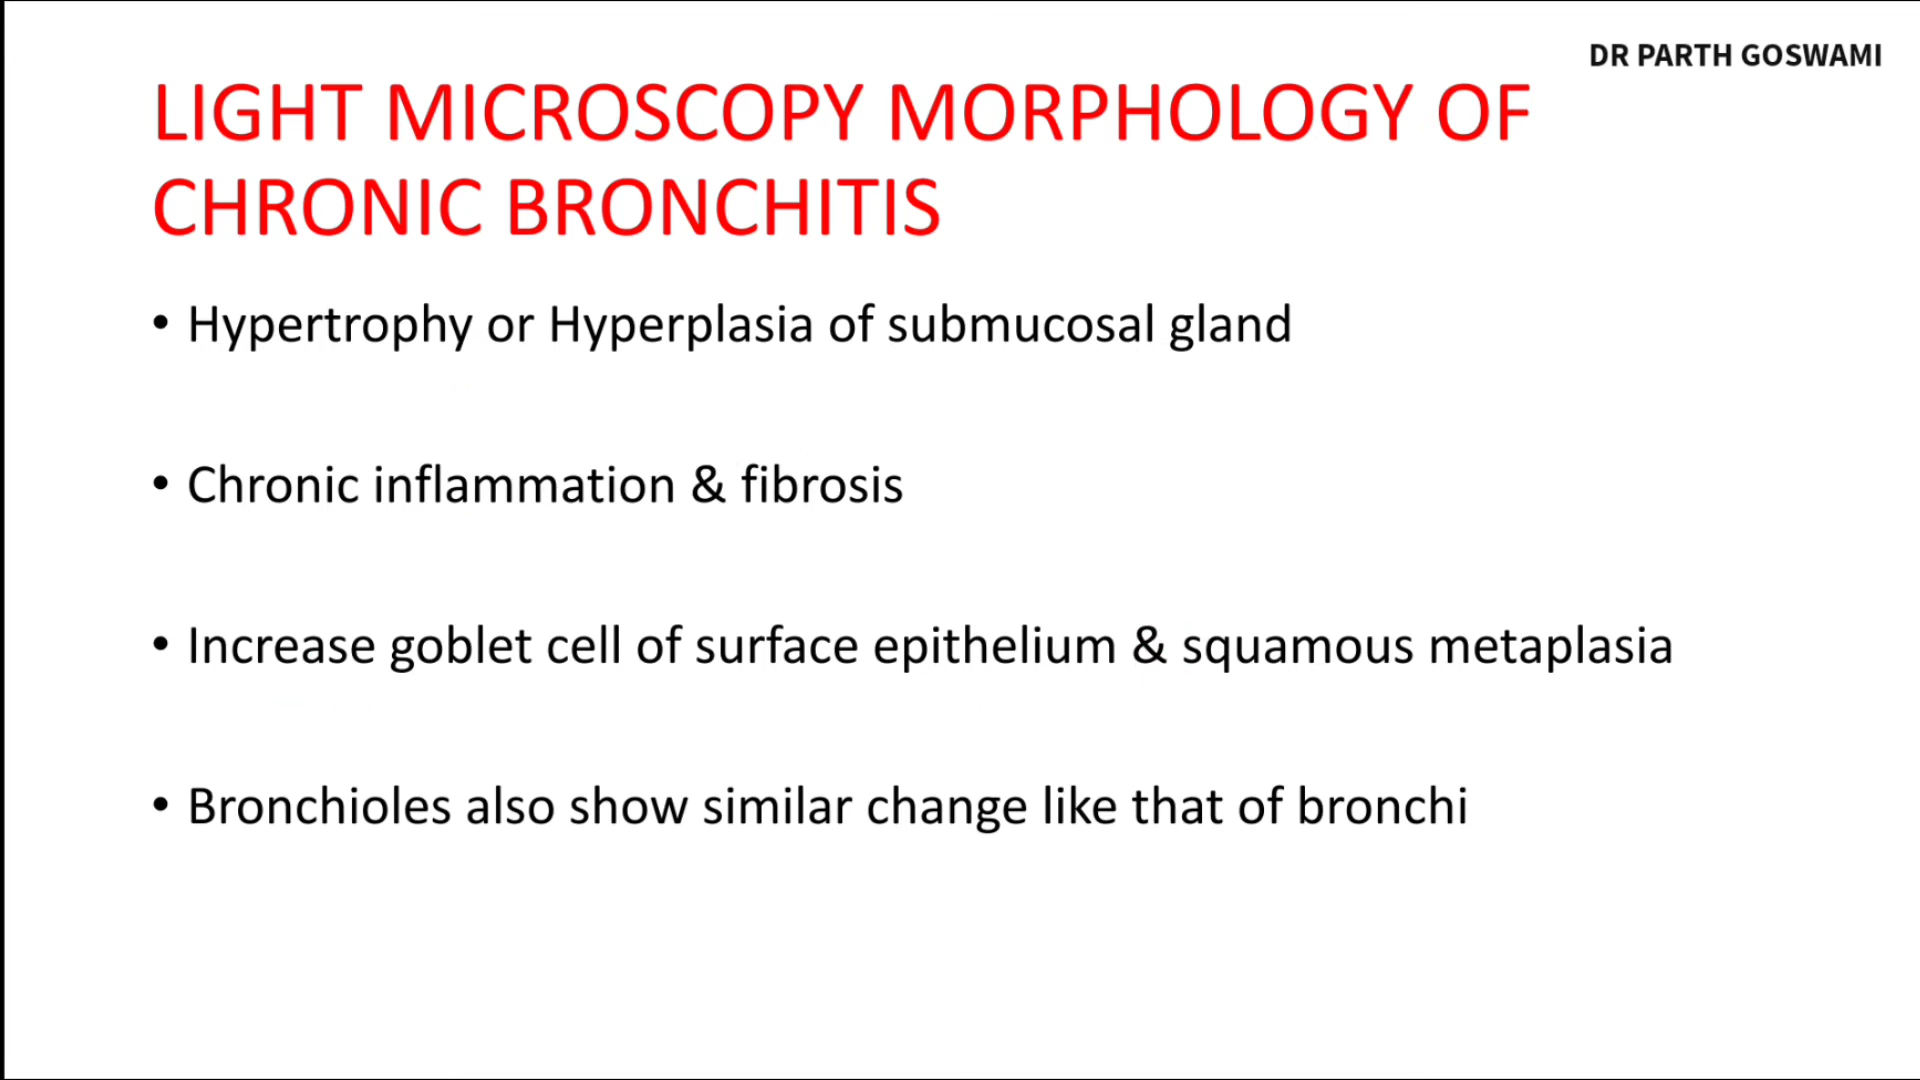 DR PARTH GOSWAMI
LIGHT MICROSCOPY MORPHOLOGY OF
CHRONIC BRONCHITIS
• Hypertrophy or Hyperplasia of submucosal gland
• Chronic inflammation & fibrosis
• Increase goblet cell of surface epithelium & squamous metaplasia
• Bronchioles also show similar change like that of bronchi